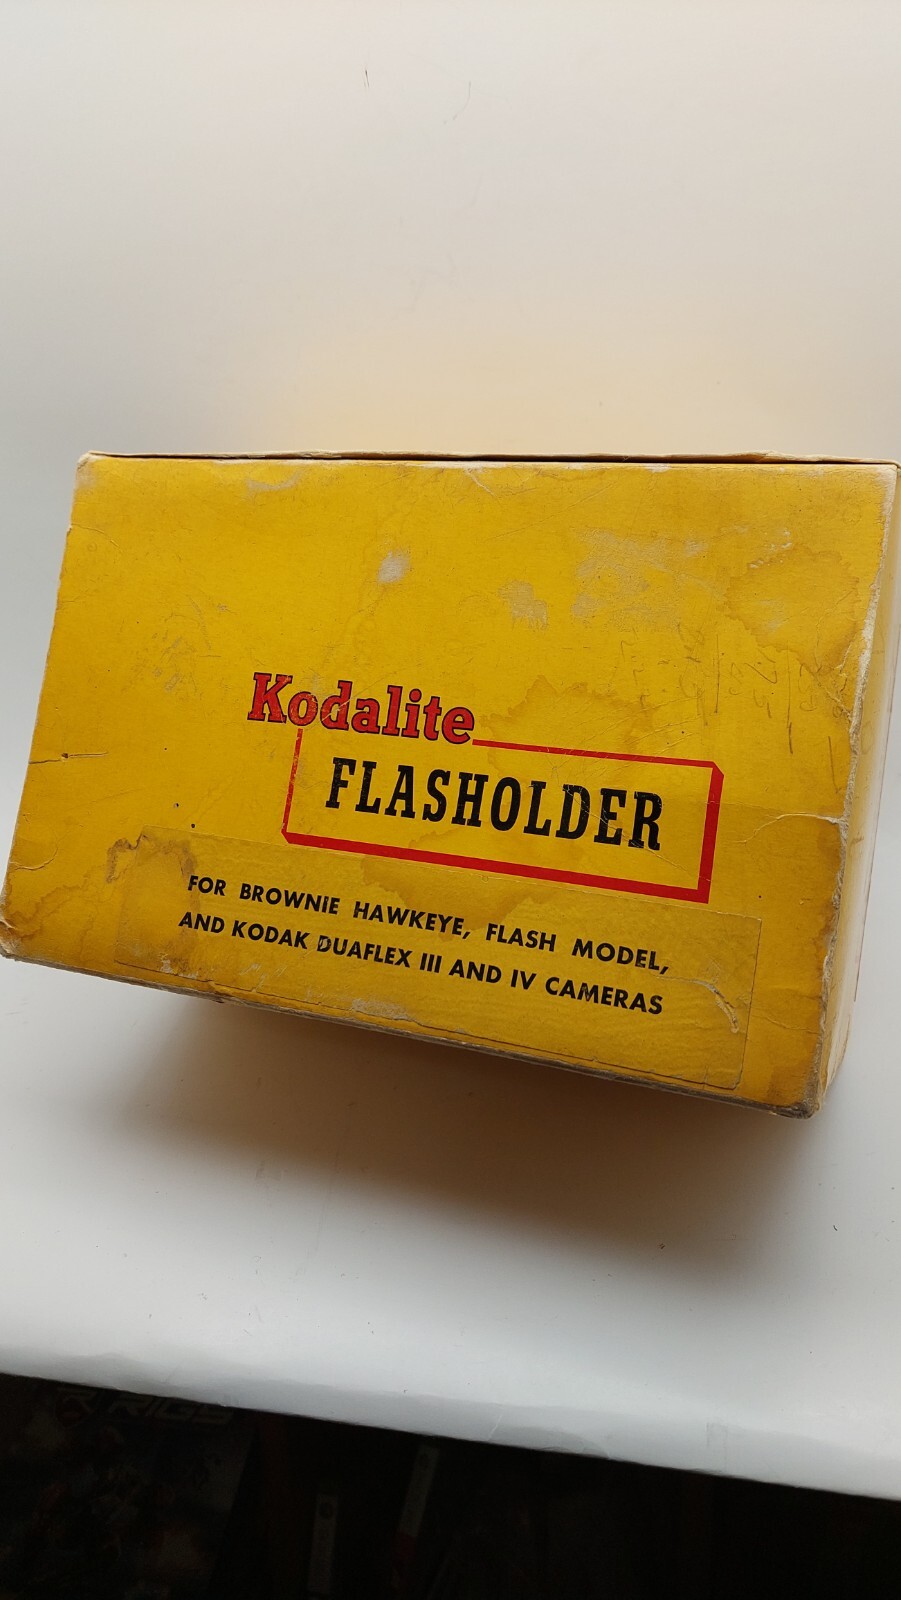 Kodalite
FLASHOLDER
FOR BROWNIE HAWKEYE, FLASH MODEL,
AND KODAK DUAFLEX III AND IV CAMERAS